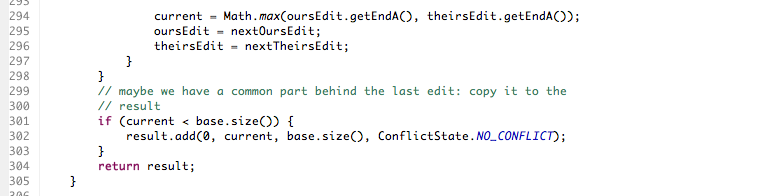 293
294 current = Math.max(oursEdit.getEndA(), theirsEdit.getEndA());
295 oursEdit = nextOursEdit;
296 theirsEdit = nextTheirsEdit;
297 }
298 }
299 // maybe we have a common part behind the last edit: copy it to the
300 // result
301 if (current < base.size()) {
302 result.add(0, current, base.size(), ConflictState.NO_CONFLICT);
303 }
304 return result;
305 }
306